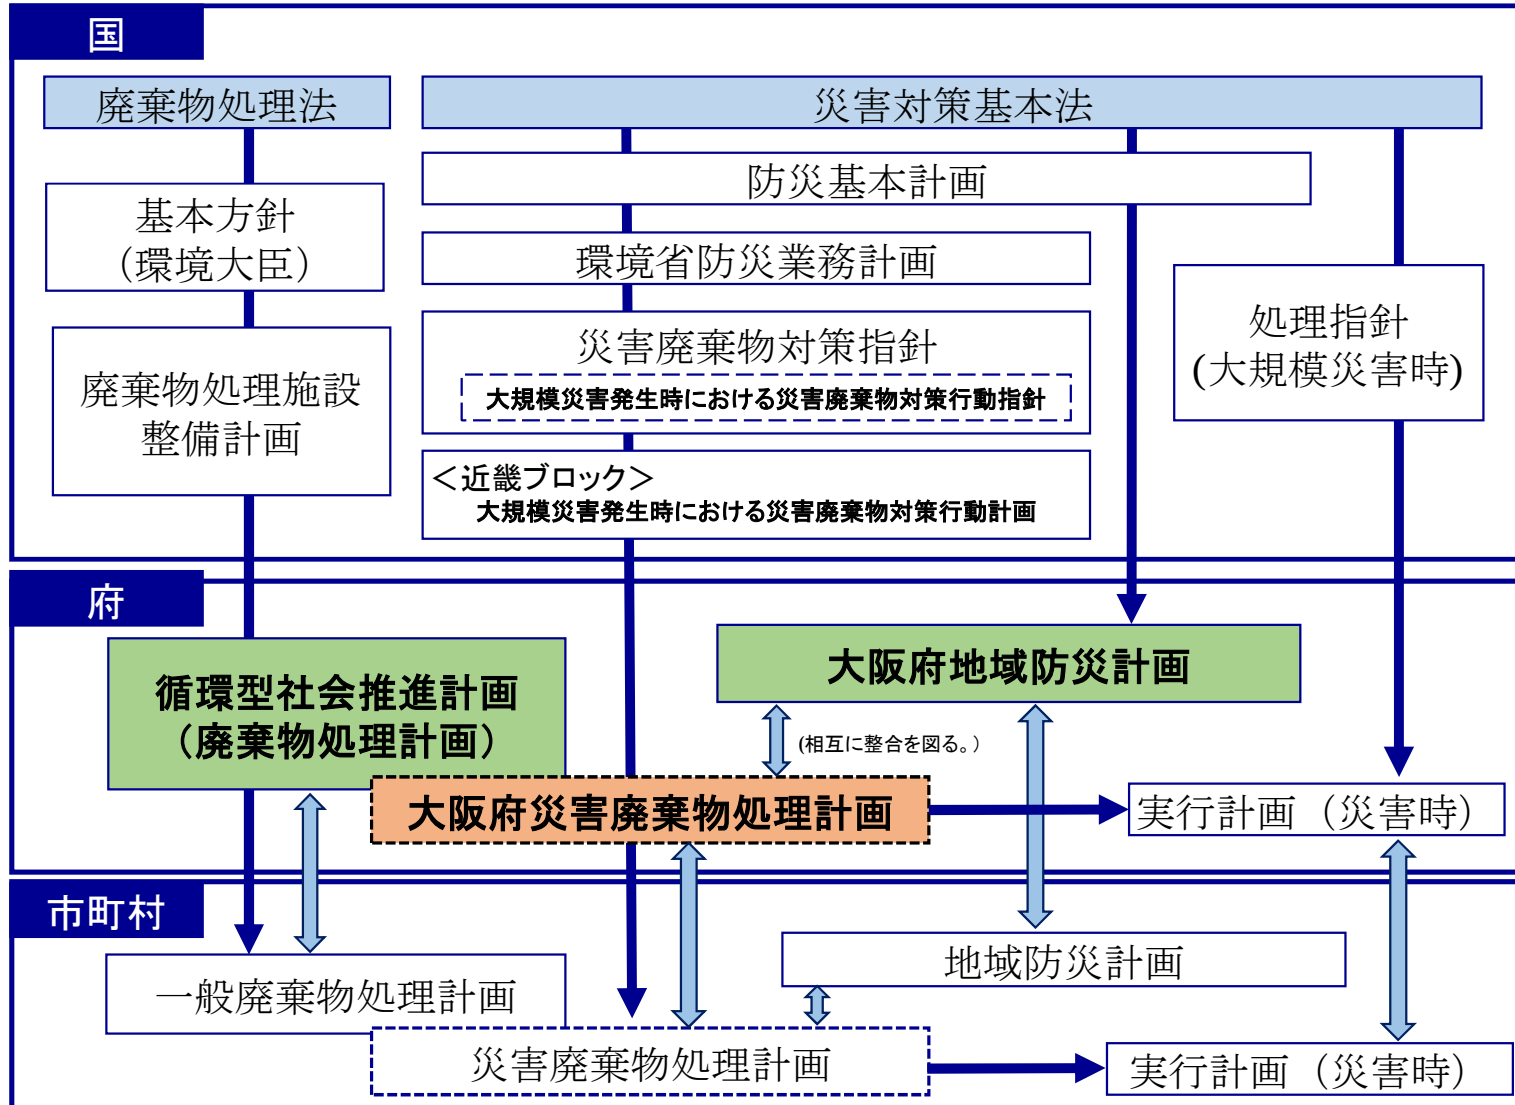 国
廃棄物処理法
災害対策基本法
防災基本計画
基本方針
（環境大臣）
環境省防災業務計画
廃棄物処理施設
整備計画
災害廃棄物対策指針
大規模災害発生時における災害廃棄物対策行動指針
処理指針
(大規模災害時)
＜近畿ブロック＞
大規模災害発生時における災害廃棄物対策行動計画
府
循環型社会推進計画
（廃棄物処理計画）
大阪府地域防災計画
(相互に整合を図る。）
大阪府災害廃棄物処理計画
実行計画（災害時）
市町村
一般廃棄物処理計画
地域防災計画
災害廃棄物処理計画
実行計画（災害時）